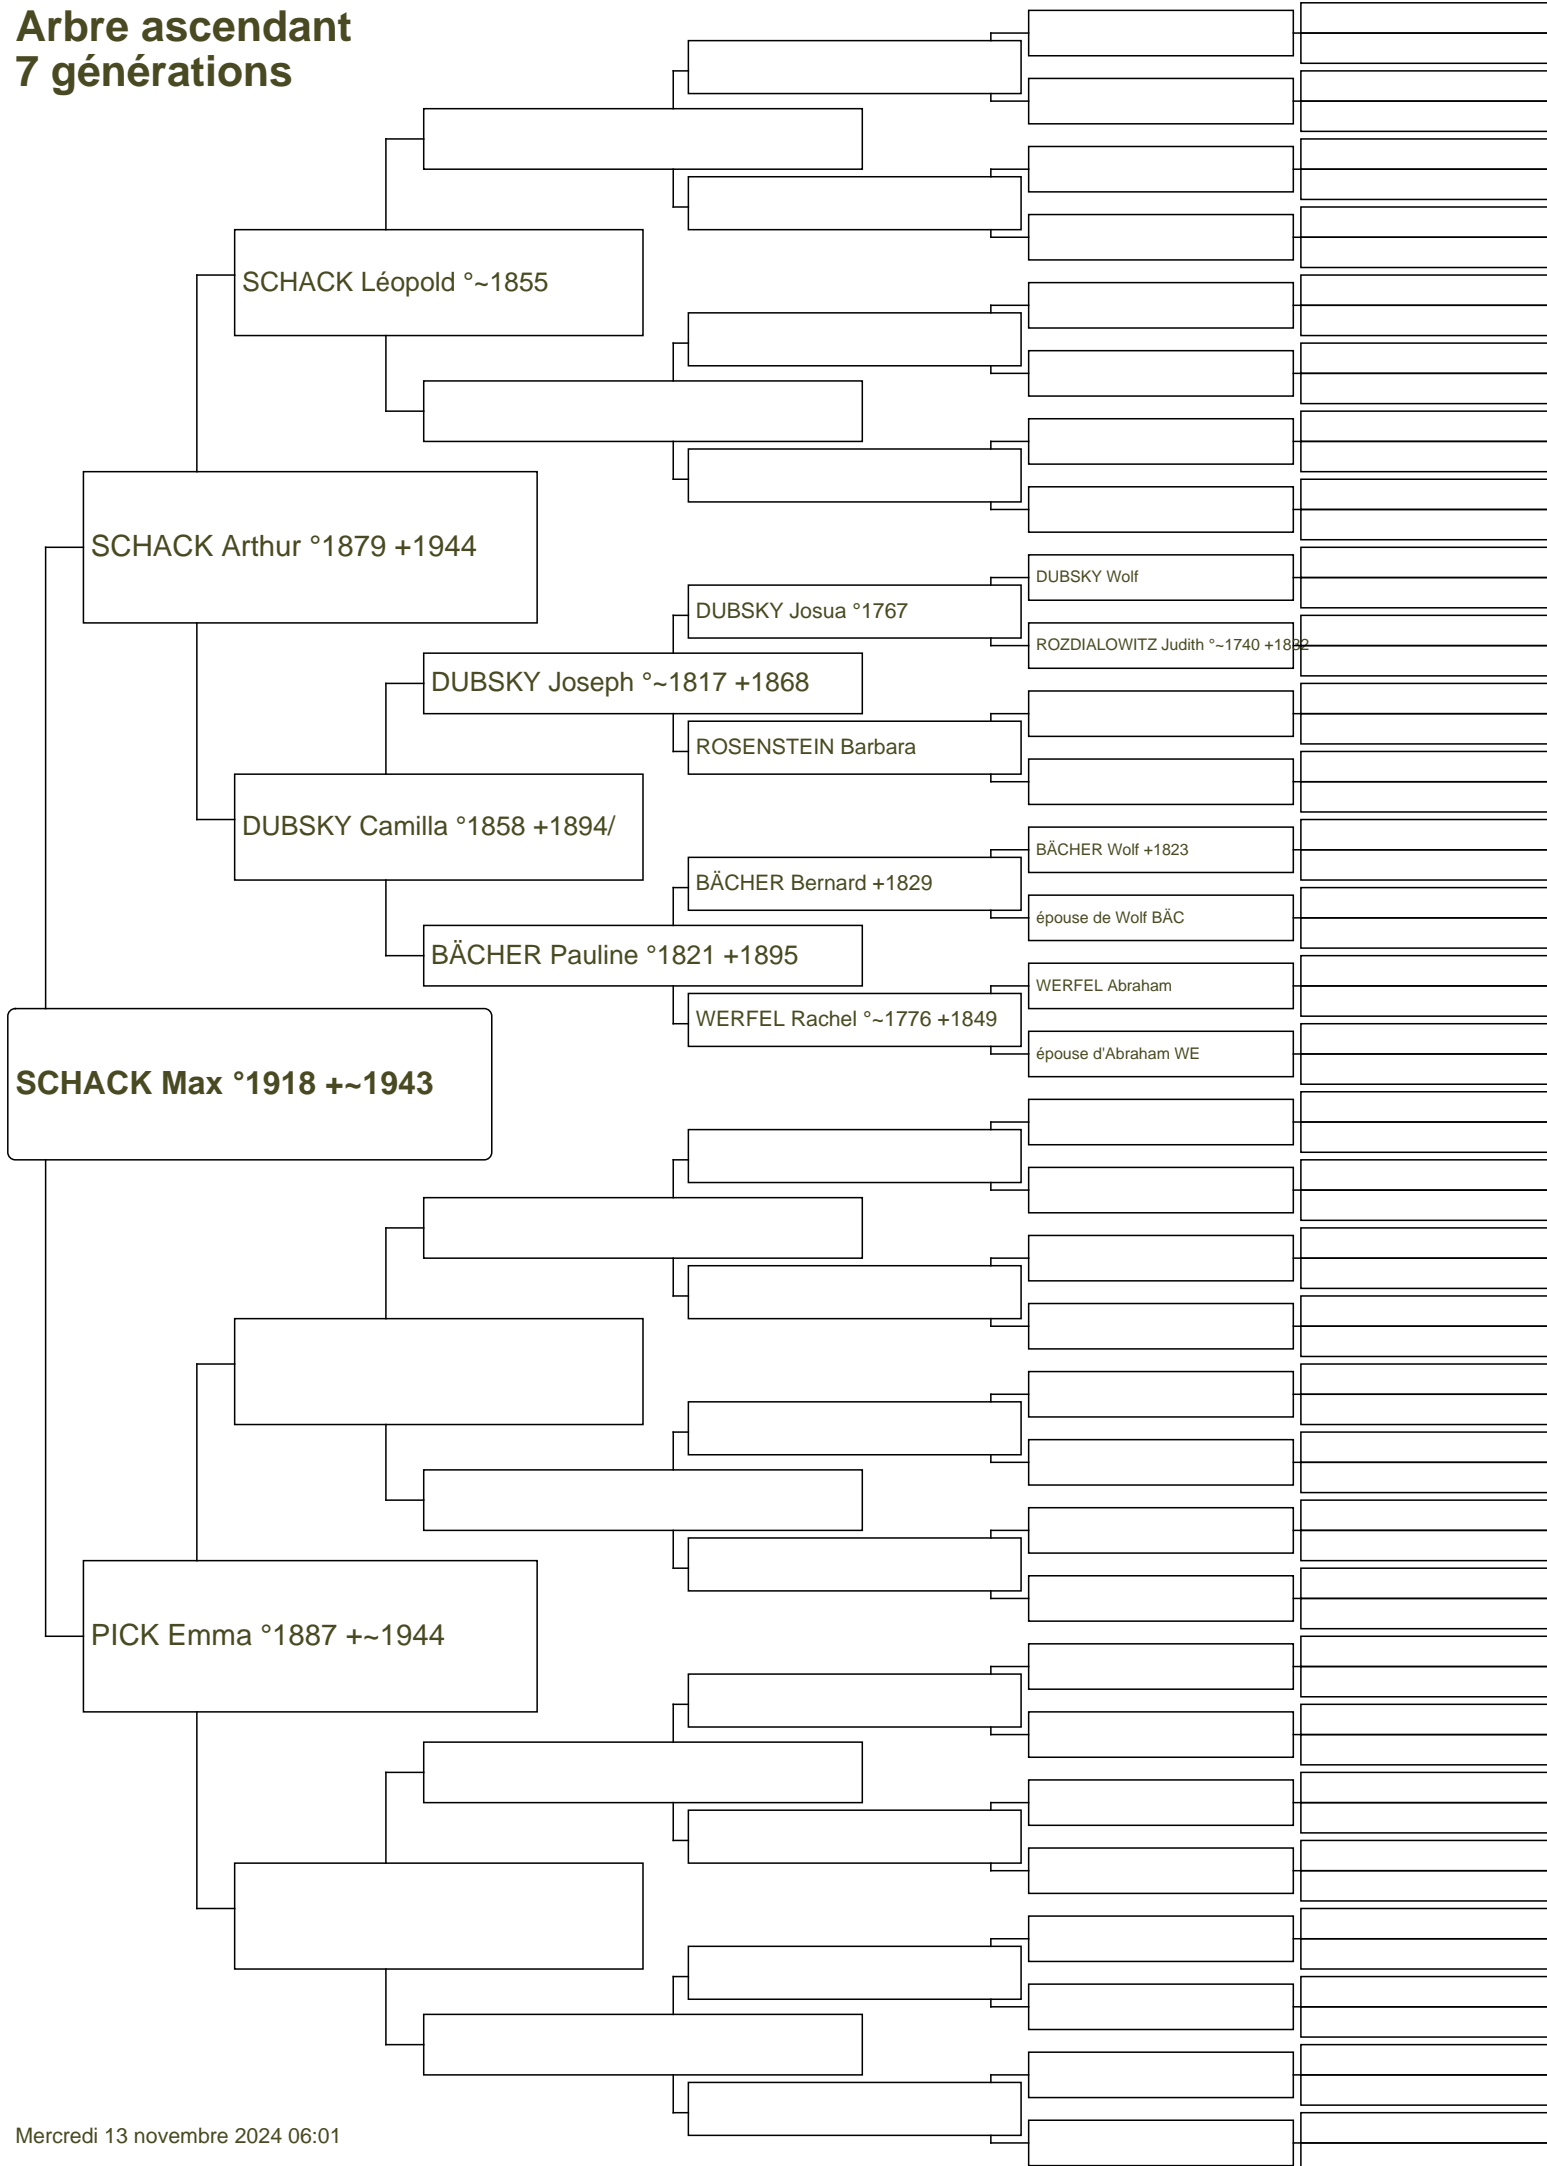 Arbre ascendant
7 générations
SCHACK Léopold °~1855
SCHACK Arthur °1879 +1944
DUBSKY Wolf
DUBSKY Josua °1767
ROZDIALOWITZ Judith °~1740 +1832
DUBSKY Joseph °~1817 +1868
ROSENSTEIN Barbara
DUBSKY Camilla °1858 +1894/
BÄCHER Wolf +1823
BÄCHER Bernard +1829
épouse de Wolf BÄC
BÄCHER Pauline °1821 +1895
WERFEL Abraham
WERFEL Rachel °~1776 +1849
épouse d'Abraham WE
SCHACK Max °1918 +~1943
PICK Emma °1887 +~1944
Mercredi 13 novembre 2024 06:01